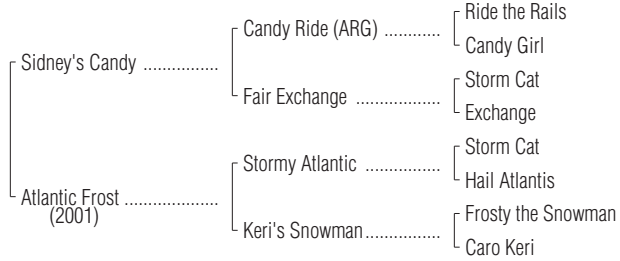 Ride the Rails
Candy Ride (ARG) ............
Candy Girl
Sidney's Candy ................
Storm Cat
Fair Exchange ..................
Exchange
Storm Cat
Stormy Atlantic ................
Hail Atlantis
Atlantic Frost ....................
(2001)
Frosty the Snowman
Keri's Snowman................
Caro Keri